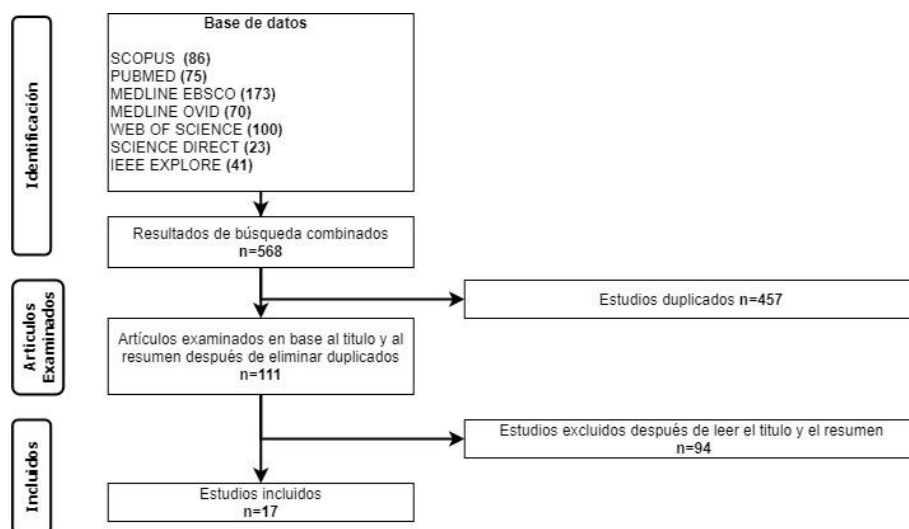 Identificación
Base de datos
SCOPUS (86)
PUBMED (75)
MEDLINE EBSCO (173)
MEDLINE OVID (70)
WEB OF SCIENCE (100)
SCIENCE DIRECT (23)
IEEE EXPLORE (41)
Resultados de búsqueda combinados
n=568
Articulos
Examinados
Estudios duplicados n=457
Artículos examinados en base al titulo y al
resumen después de eliminar duplicados
n=111
Incluidos
Estudios excluidos después de leer el titulo y el resumen
n=94
Estudios incluidos
n=17